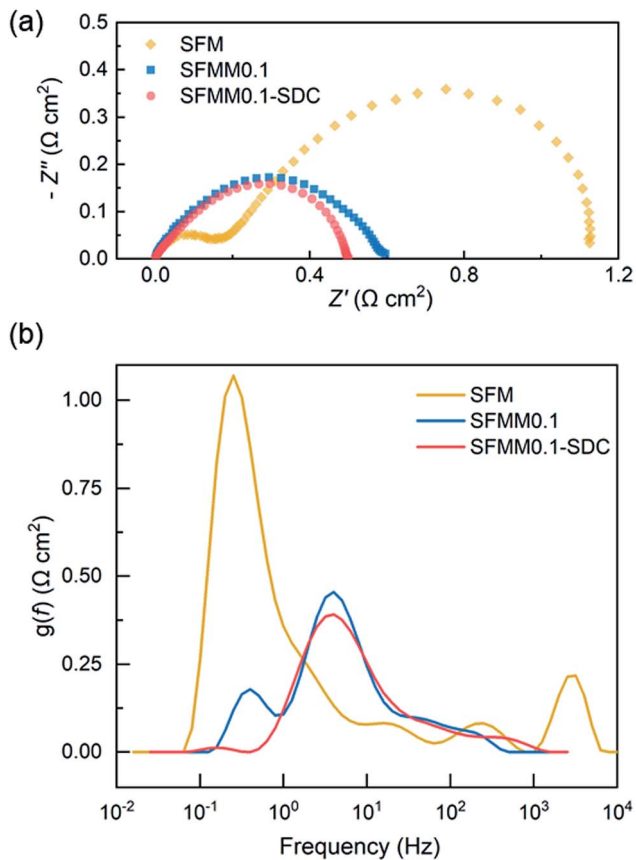 (a)
0.5
0.4
0.3
0.2
0.1
0.0
- Z" (Ω cm²)
SFM
SFMM0.1
SFMM0.1-SDC
0.0 0.4 0.8 1.2
Z' (Ω cm²)
(b)
1.00
0.75
0.50
0.25
0.00
g(f) (Ω cm²)
SFM
SFMM0.1
SFMM0.1-SDC
10⁻² 10⁻¹ 10⁰ 10¹ 10² 10³ 10⁴
Frequency (Hz)